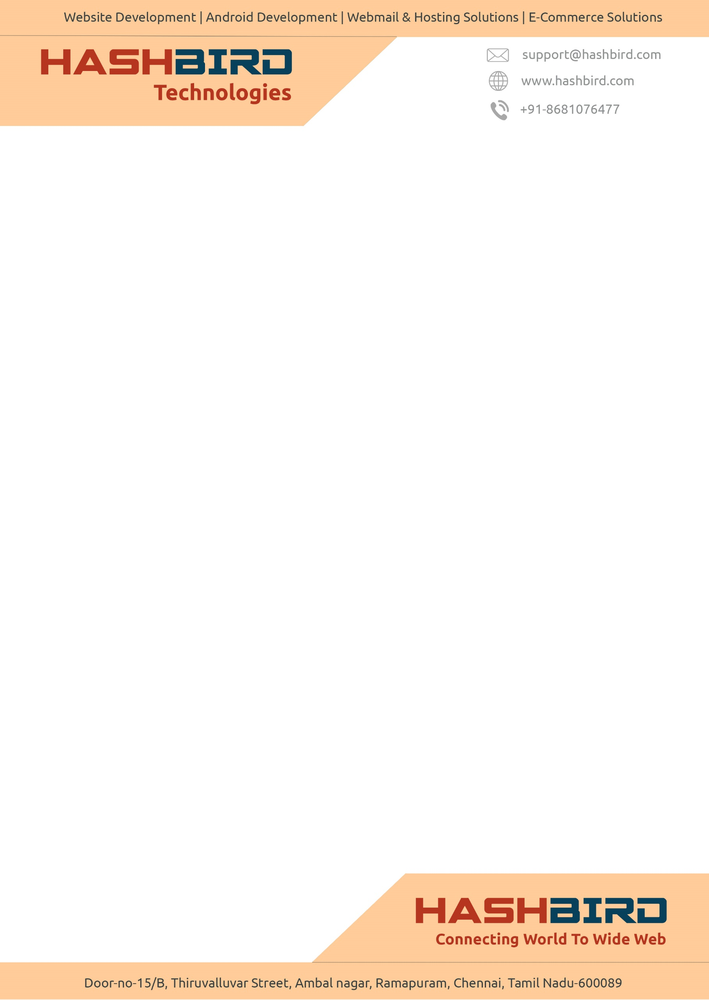 Website Development | Android Development | Webmail & Hosting Solutions | E-Commerce Solutions
HASHBIRD
Technologies
support@hashbird.com
www.hashbird.com
+91-8681076477
HASHBIRD
Connecting World To Wide Web
Door-no-15/B, Thiruvalluvar Street, Ambal nagar, Ramapuram, Chennai, Tamil Nadu-600089